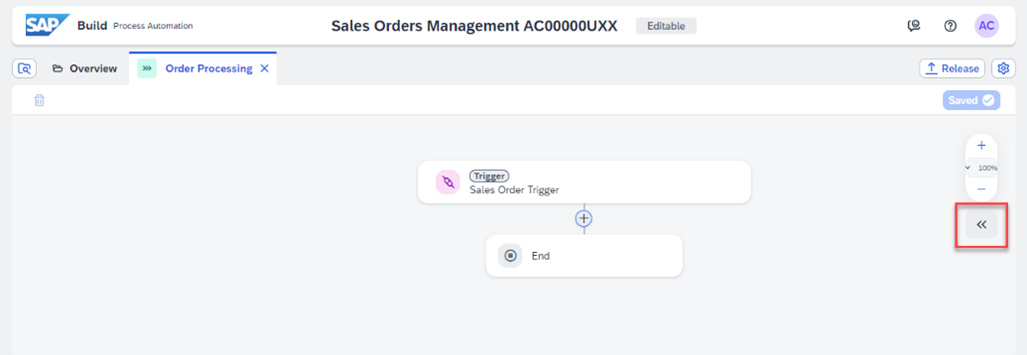 SAP Build Process Automation Sales Orders Management AC00000UXX Editable AC
Overview Order Processing Release
Saved
Trigger
Sales Order Trigger
100%
End